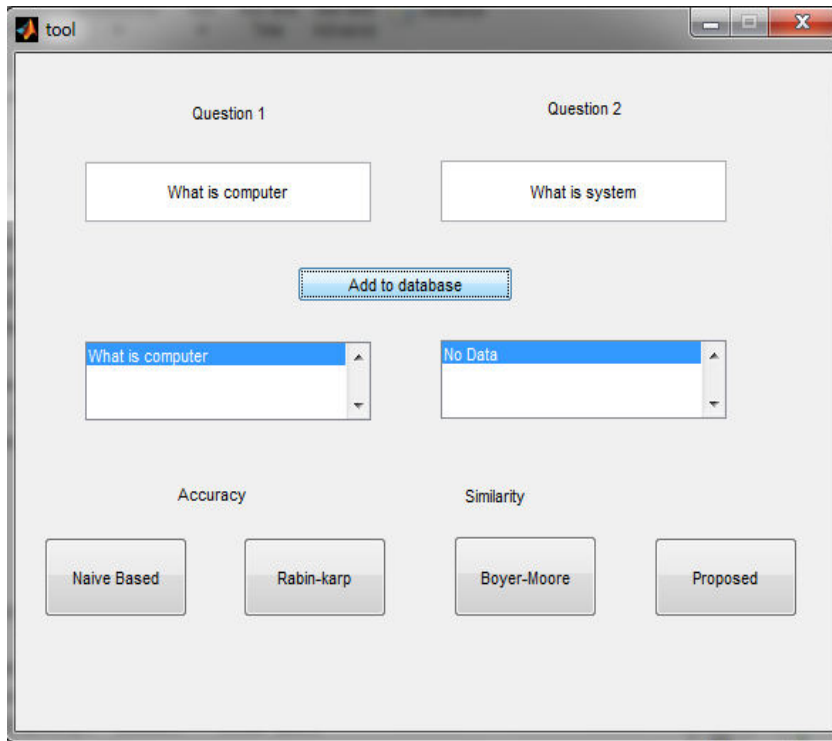 tool
Question 1
Question 2
What is computer
What is system
Add to database
What is computer
No Data
Accuracy
Similarity
Naive Based
Rabin-karp
Boyer-Moore
Proposed